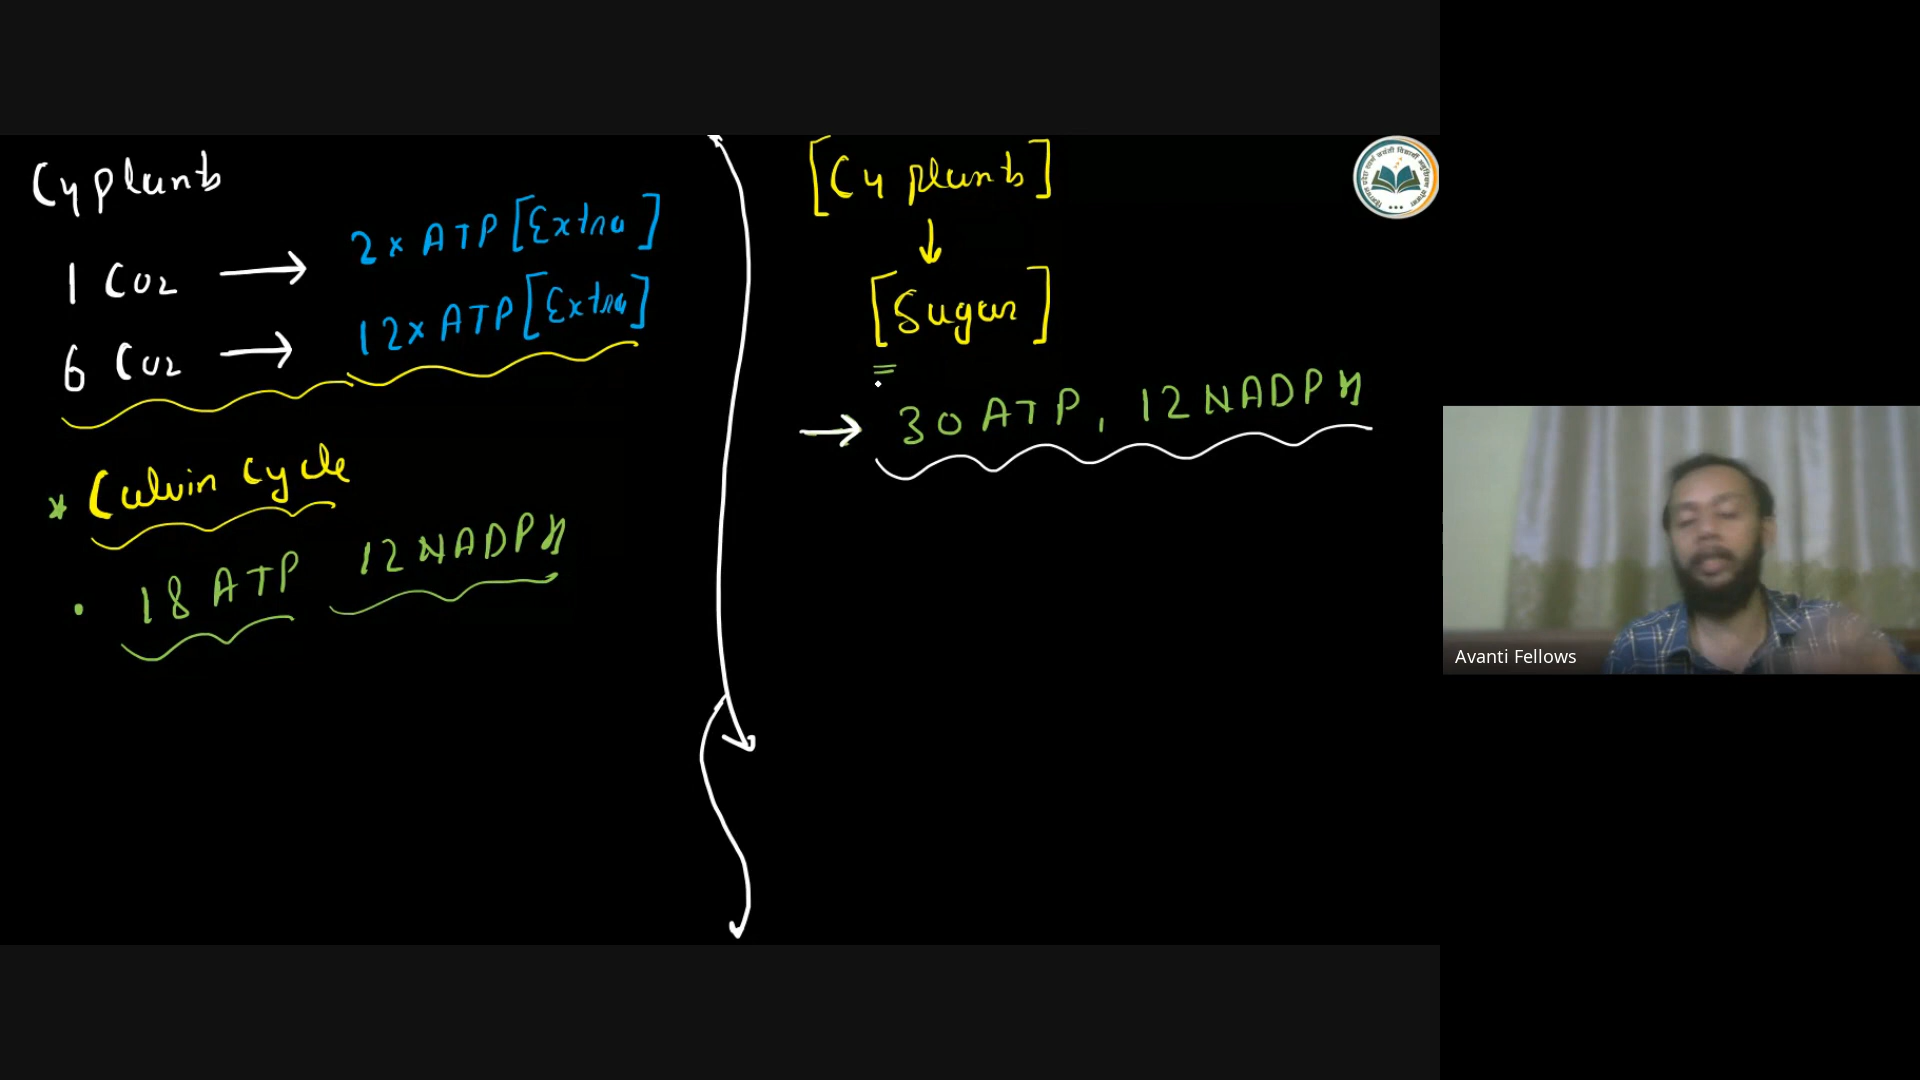 C4 plants
1 CO2 → 2 x ATP [Extra]
6 CO2 → 12 x ATP [Extra]
* Calvin cycle
• 18 ATP 12 NADPH
[C4 plants]
↓
[Sugar]
=
→ 30 ATP, 12 NADPH
Avanti Fellows